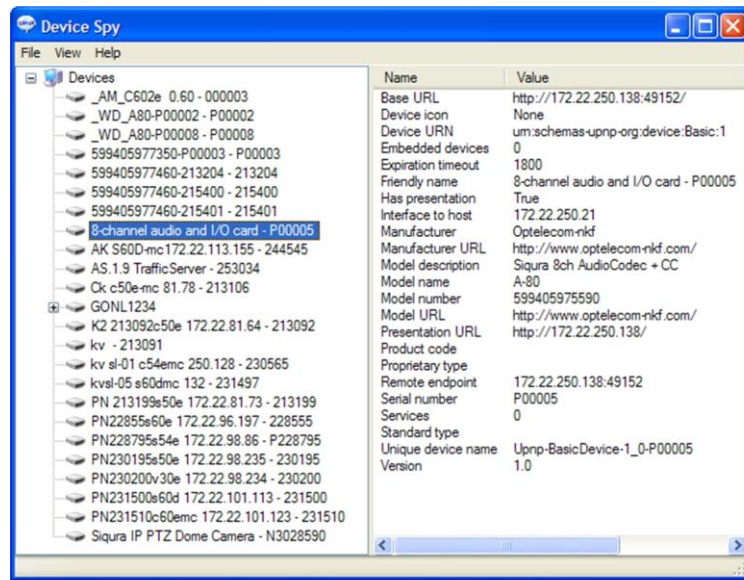 Device Spy
File View Help
Devices
_AM_C602e 0.60 - 000003
_WD_A80-P00002 - P00002
_WD_A80-P00008 - P00008
599405977350-P00003 - P00003
599405977460-213204 - 213204
599405977460-215400 - 215400
599405977460-215401 - 215401
8-channel audio and I/O card - P00005
AK S60D-mc172.22.113.155 - 244545
AS.1.9 TrafficServer - 253034
Ck c50e-mc 81.78 - 213106
GONL1234
K2 213092c50e 172.22.81.64 - 213092
kv - 213091
kv sl-01 c54emc 250.128 - 230565
kvsl-05 s60dmc 132 - 231497
PN 213199s50e 172.22.81.73 - 213199
PN22855s60e 172.22.96.197 - 228555
PN228795s54e 172.22.98.86 - P228795
PN230195s50e 172.22.98.235 - 230195
PN230200v30e 172.22.98.234 - 230200
PN231500s60d 172.22.101.113 - 231500
PN231510c60emc 172.22.101.123 - 231510
Siqura IP PTZ Dome Camera - N3028590
Name Value
Base URL http://172.22.250.138:49152/
Device icon None
Device URN urn:schemas-upnp-org:device:Basic:1
Embedded devices 0
Expiration timeout 1800
Friendly name 8-channel audio and I/O card - P00005
Has presentation True
Interface to host 172.22.250.21
Manufacturer Optelecom-nkf
Manufacturer URL http://www.optelecom-nkf.com/
Model description Siqura 8ch AudioCodec + CC
Model name A-80
Model number 599405975590
Model URL http://www.optelecom-nkf.com/
Presentation URL http://172.22.250.138/
Product code
Proprietary type
Remote endpoint 172.22.250.138:49152
Serial number P00005
Services 0
Standard type
Unique device name Upnp-BasicDevice-1_0-P00005
Version 1.0